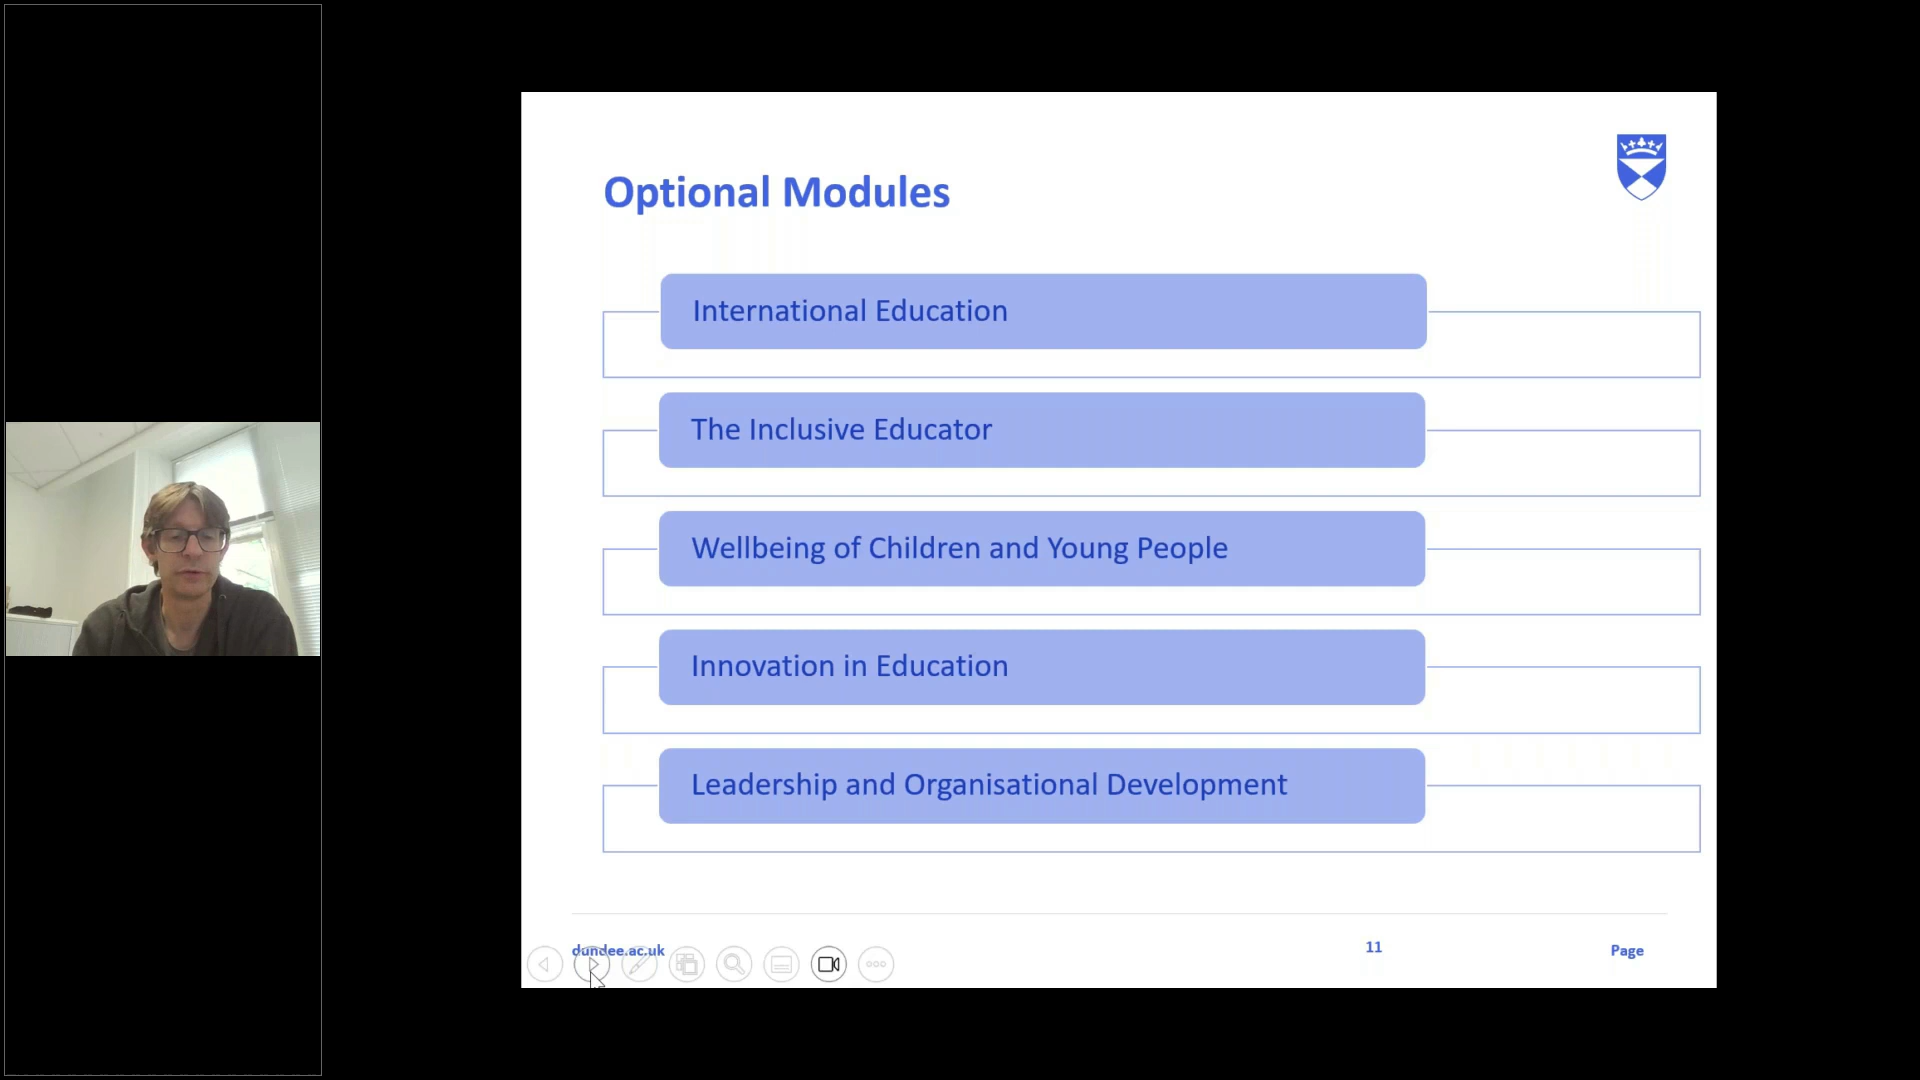 Optional Modules
International Education
The Inclusive Educator
Wellbeing of Children and Young People
Innovation in Education
Leadership and Organisational Development
dundee.ac.uk
11
Page